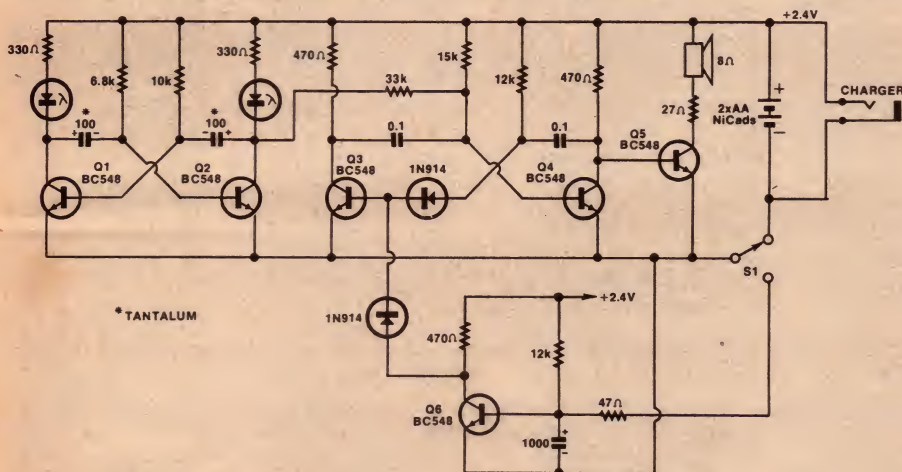 +2.4V
330Ω
6.8k
10k
330Ω
470Ω
15k
33k
12k
470Ω
8Ω
27Ω
+
2xAA
NiCads
−
CHARGER
λ
λ
*
100
+ -
*
100
- +
0.1
0.1
Q1
BC548
Q2
BC548
Q3
BC548
1N914
Q4
BC548
Q5
BC548
S1
* TANTALUM
1N914
+2.4V
470Ω
12k
47Ω
Q6
BC548
1000
+
-